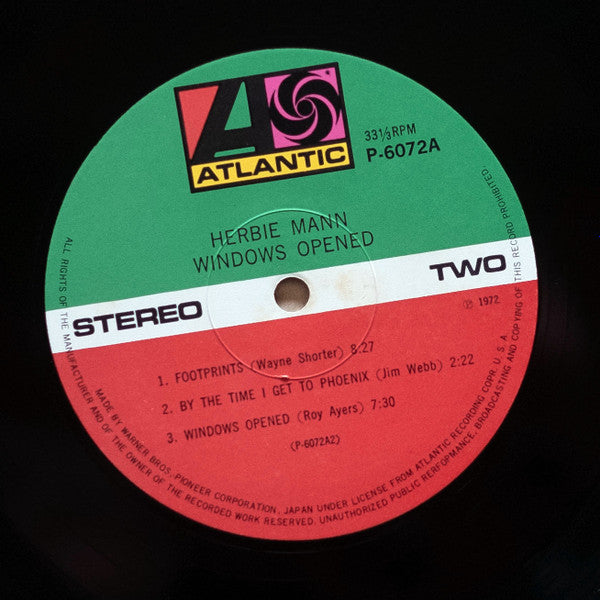 ATLANTIC
33⅓RPM
P-6072A
HERBIE MANN
WINDOWS OPENED
STEREO
TWO
℗ 1972
1. FOOTPRINTS (Wayne Shorter) 8:27
2. BY THE TIME I GET TO PHOENIX (Jim Webb) 2:22
3. WINDOWS OPENED (Roy Ayers) 7:30
(P-6072A2)
ALL RIGHTS OF THE MANUFACTURER AND OF THE OWNER OF THE RECORDED WORK RESERVED. UNAUTHORIZED PUBLIC RERFORMANCE, BROADCASTING AND COPYING OF THIS RECORD PROHIBITED.
MADE BY WARNER BROS. PIONEER CORPORATION, JAPAN UNDER LICENSE FROM ATLANTIC RECORDING COPR. U. S. A.